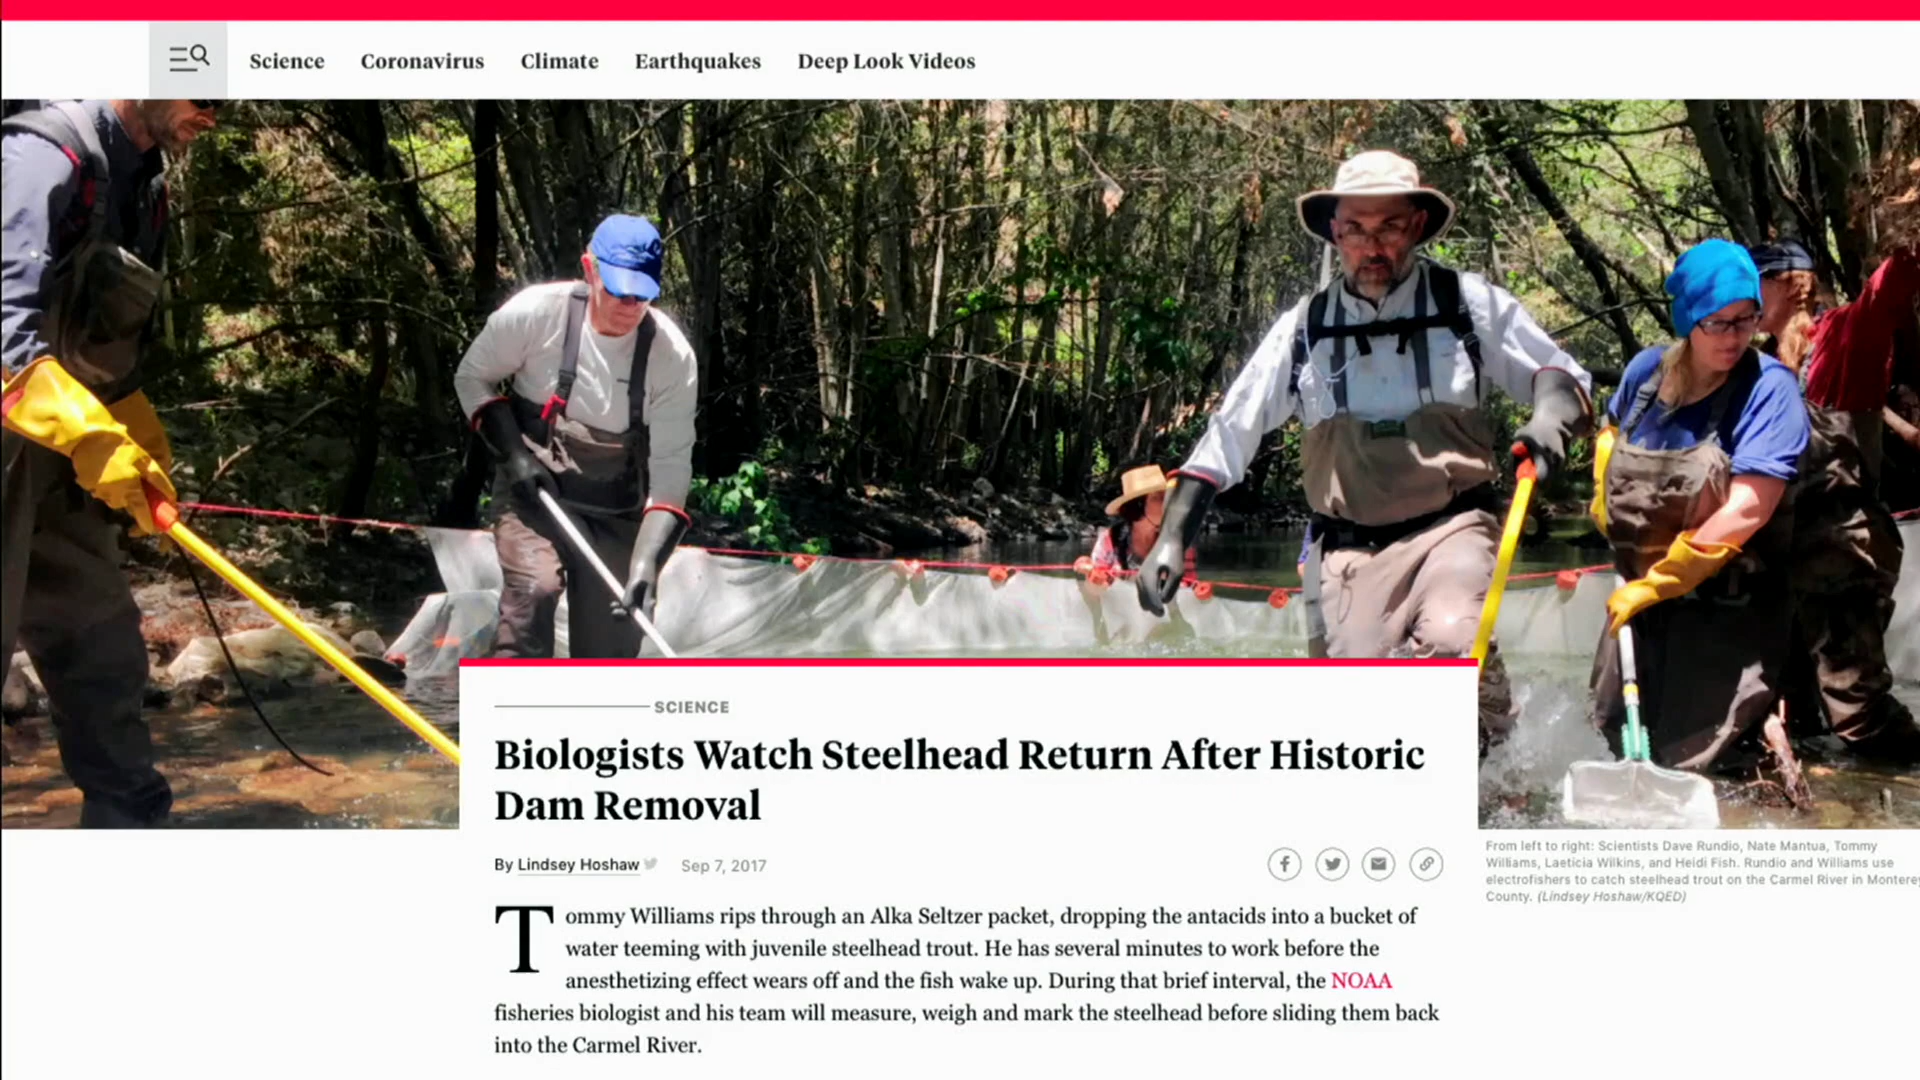 Science Coronavirus Climate Earthquakes Deep Look Videos
SCIENCE
Biologists Watch Steelhead Return After Historic
Dam Removal
By Lindsey Hoshaw Sep 7, 2017
Tommy Williams rips through an Alka Seltzer packet, dropping the antacids into a bucket of
water teeming with juvenile steelhead trout. He has several minutes to work before the
anesthetizing effect wears off and the fish wake up. During that brief interval, the NOAA
fisheries biologist and his team will measure, weigh and mark the steelhead before sliding them back
into the Carmel River.
From left to right: Scientists Dave Rundio, Nate Mantua, Tommy
Williams, Laeticia Wilkins, and Heidi Fish. Rundio and Williams use
electrofishers to catch steelhead trout on the Carmel River in Monterey
County. (Lindsey Hoshaw/KQED)